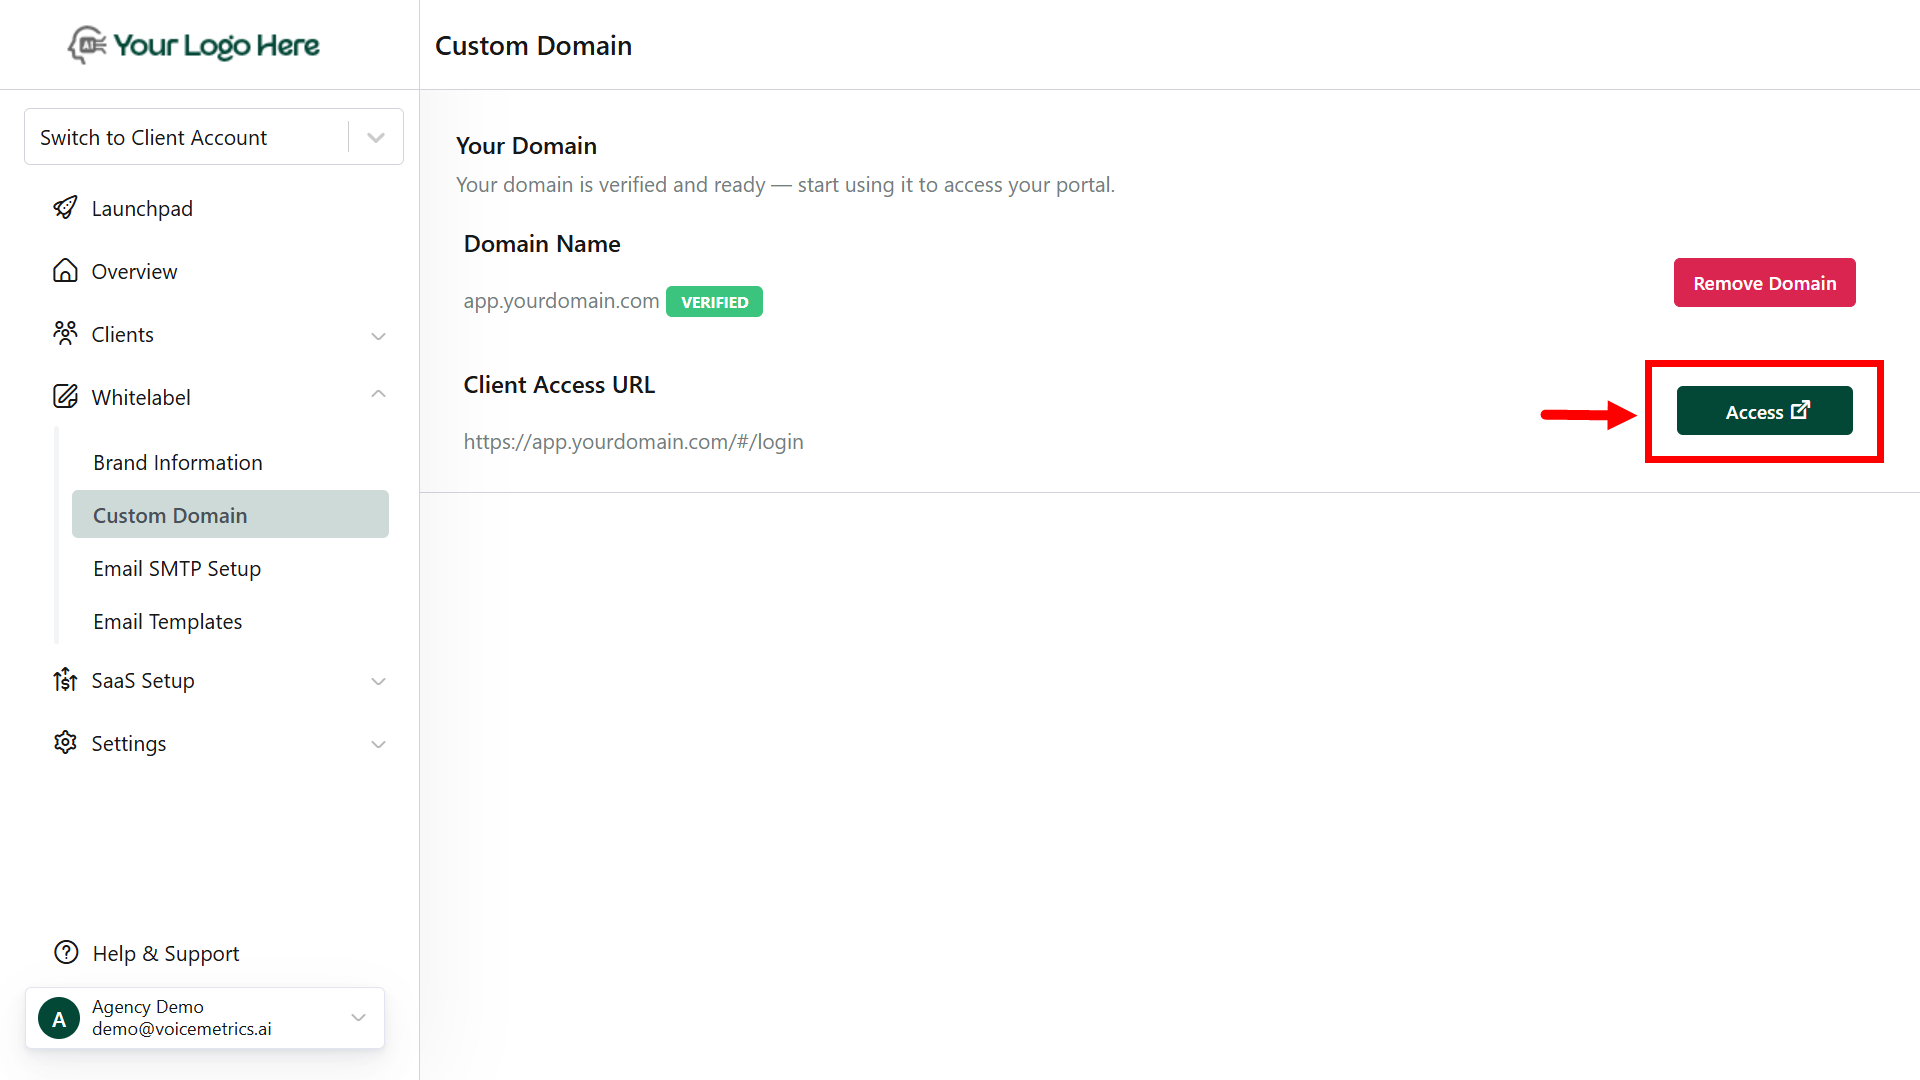 AI Your Logo Here
Custom Domain
Switch to Client Account
Launchpad
Overview
Clients
Whitelabel
Brand Information
Custom Domain
Email SMTP Setup
Email Templates
SaaS Setup
Settings
Help & Support
A
Agency Demo
demo@voicemetrics.ai
Your Domain
Your domain is verified and ready — start using it to access your portal.
Domain Name
app.yourdomain.com VERIFIED
Remove Domain
Client Access URL
https://app.yourdomain.com/#/login
Access